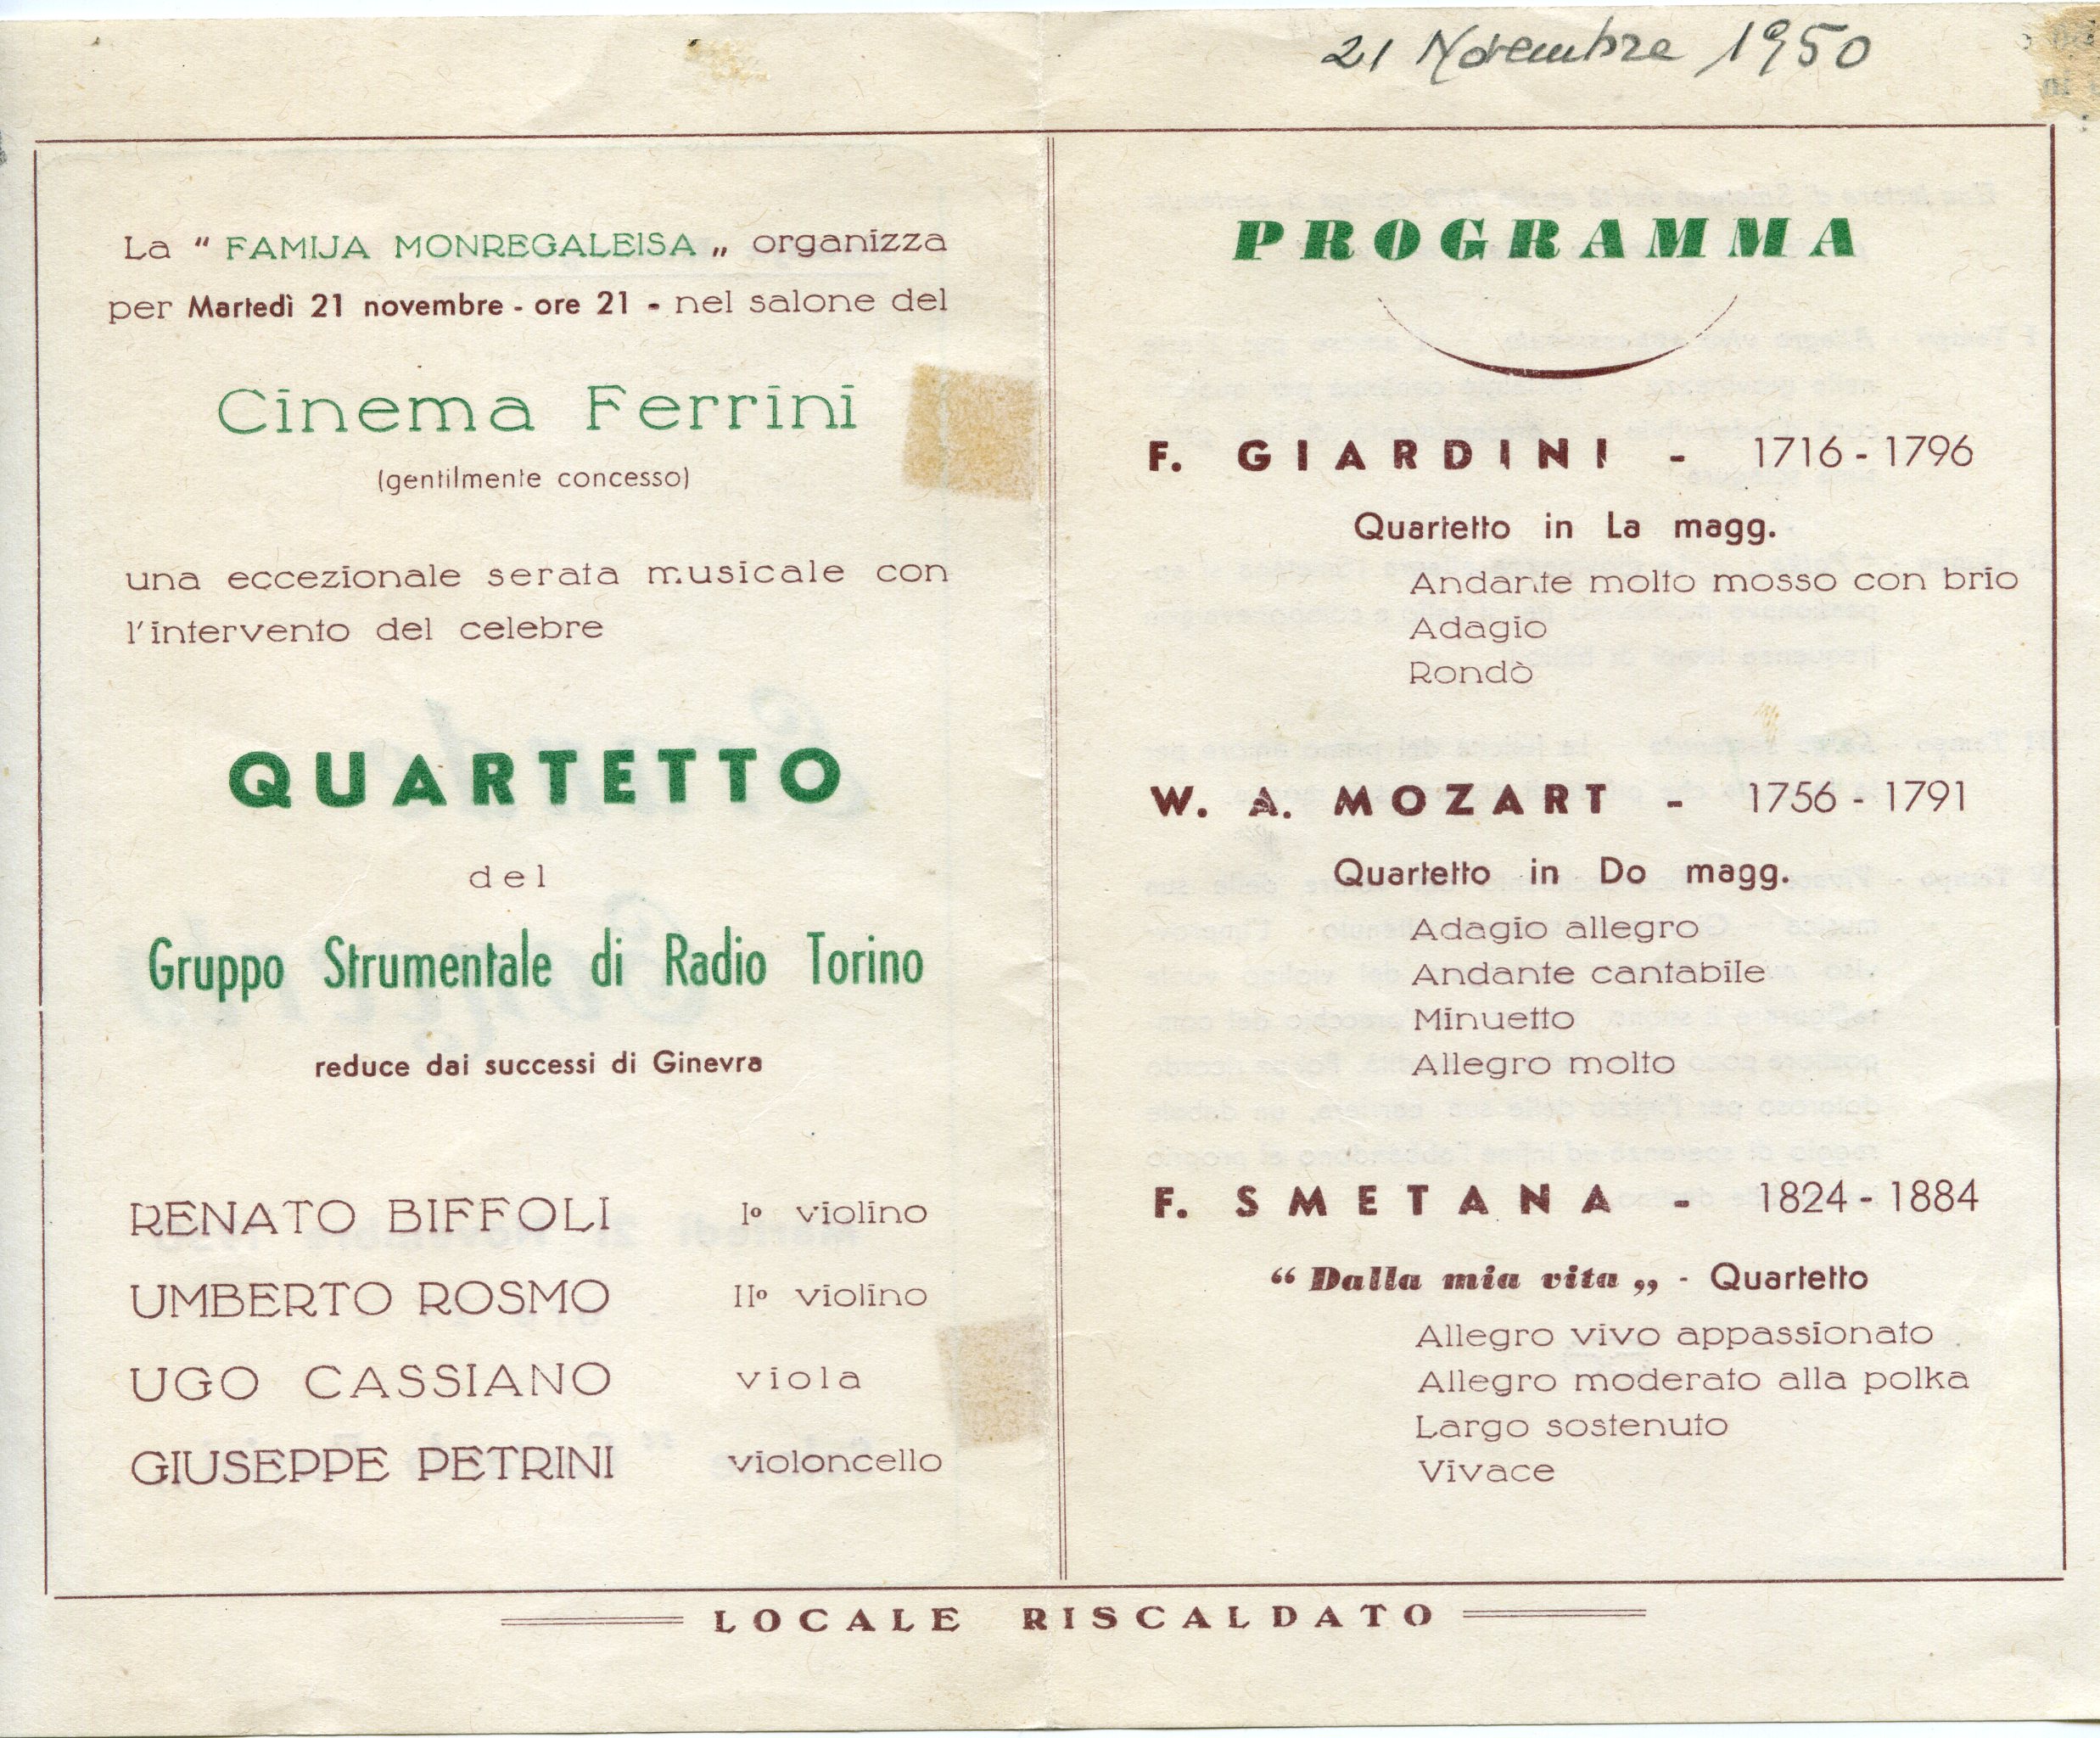 21 Novembre 1950
La “ FAMIJA MONREGALEISA „ organizza
per Martedì 21 novembre - ore 21 - nel salone del
Cinema Ferrini
(gentilmente concesso)
una eccezionale serata musicale con
l'intervento del celebre
QUARTETTO
del
Gruppo Strumentale di Radio Torino
reduce dai successi di Ginevra
RENATO BIFFOLI Iº violino
UMBERTO ROSMO IIº violino
UGO CASSIANO viola
GIUSEPPE PETRINI violoncello
PROGRAMMA
F. GIARDINI - 1716 - 1796
Quartetto in La magg.
Andante molto mosso con brio
Adagio
Rondò
W. A. MOZART - 1756 - 1791
Quartetto in Do magg.
Adagio allegro
Andante cantabile
Minuetto
Allegro molto
F. SMETANA - 1824 - 1884
“ Dalla mia vita „ - Quartetto
Allegro vivo appassionato
Allegro moderato alla polka
Largo sostenuto
Vivace
LOCALE RISCALDATO